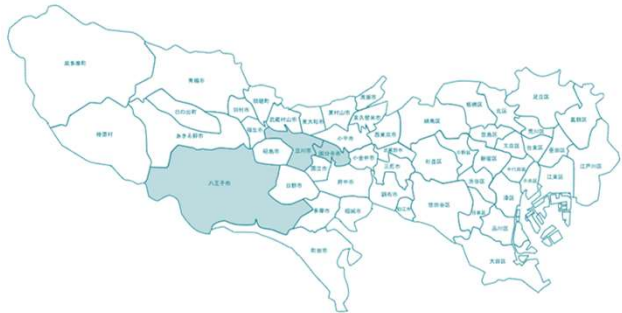 奥多摩町
青梅市
檜原村
日の出町
あきる野市
羽村市
瑞穂町
福生市
武蔵村山市
東大和市
東村山市
清瀬市
東久留米市
西東京市
小平市
昭島市
立川市
国分寺市
小金井市
武蔵野市
三鷹市
八王子市
日野市
国立市
府中市
調布市
狛江市
多摩市
稲城市
町田市
練馬区
板橋区
北区
足立区
葛飾区
荒川区
豊島区
文京区
台東区
墨田区
江戸川区
杉並区
中野区
新宿区
千代田区
江東区
渋谷区
中央区
港区
世田谷区
目黒区
品川区
大田区